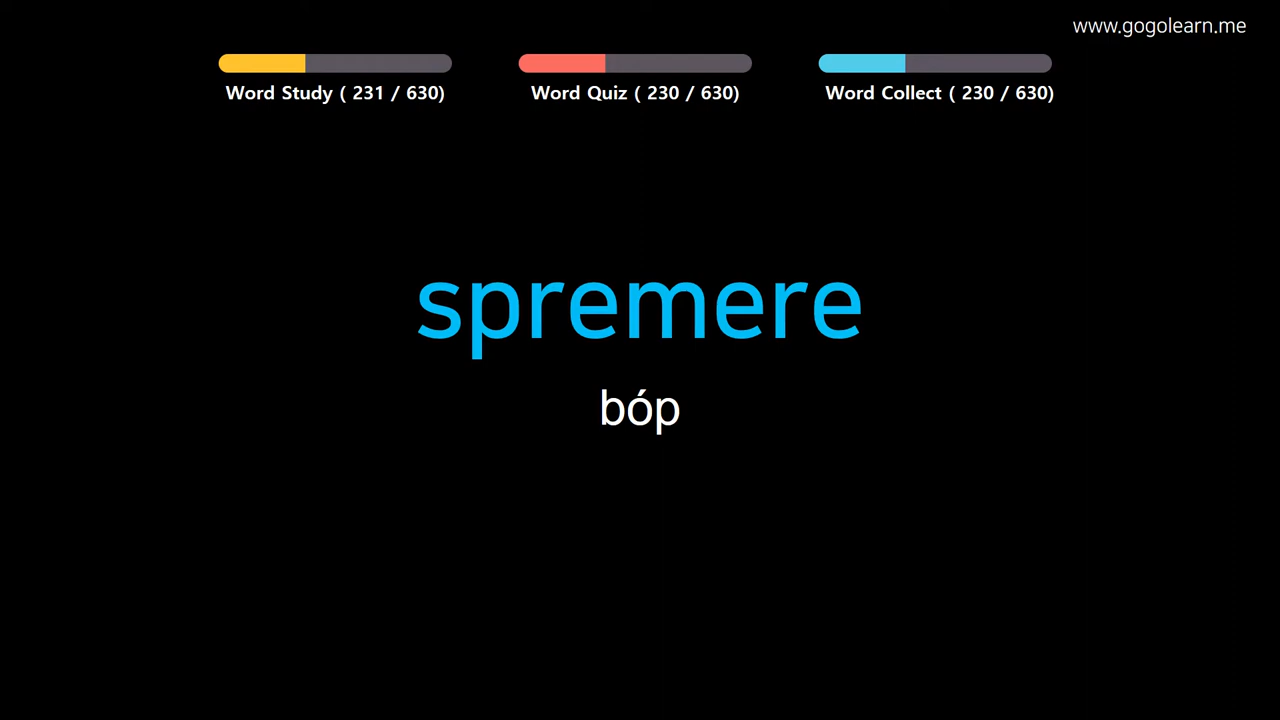 www.gogolearn.me
Word Study ( 231 / 630)
Word Quiz ( 230 / 630)
Word Collect ( 230 / 630)
spremere
bóp